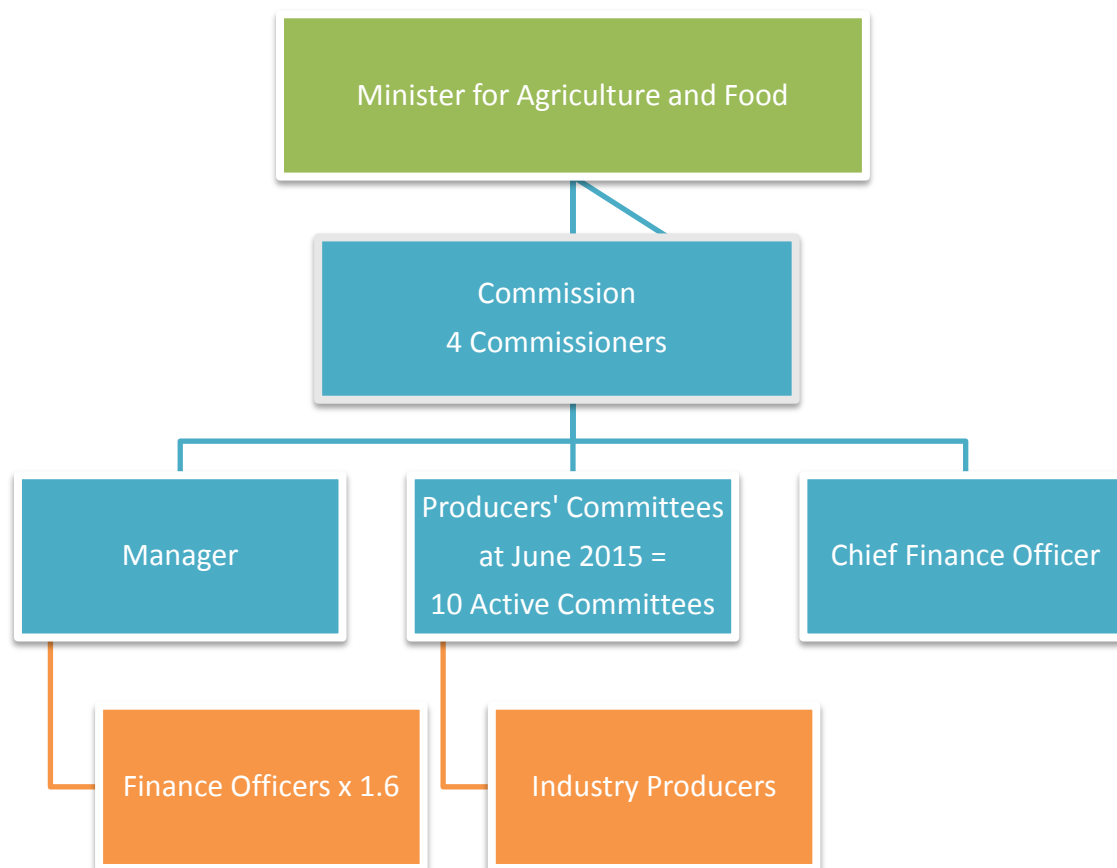 Minister for Agriculture and Food
Commission
4 Commissioners
Manager
Producers' Committees
at June 2015 =
10 Active Committees
Chief Finance Officer
Finance Officers x 1.6
Industry Producers